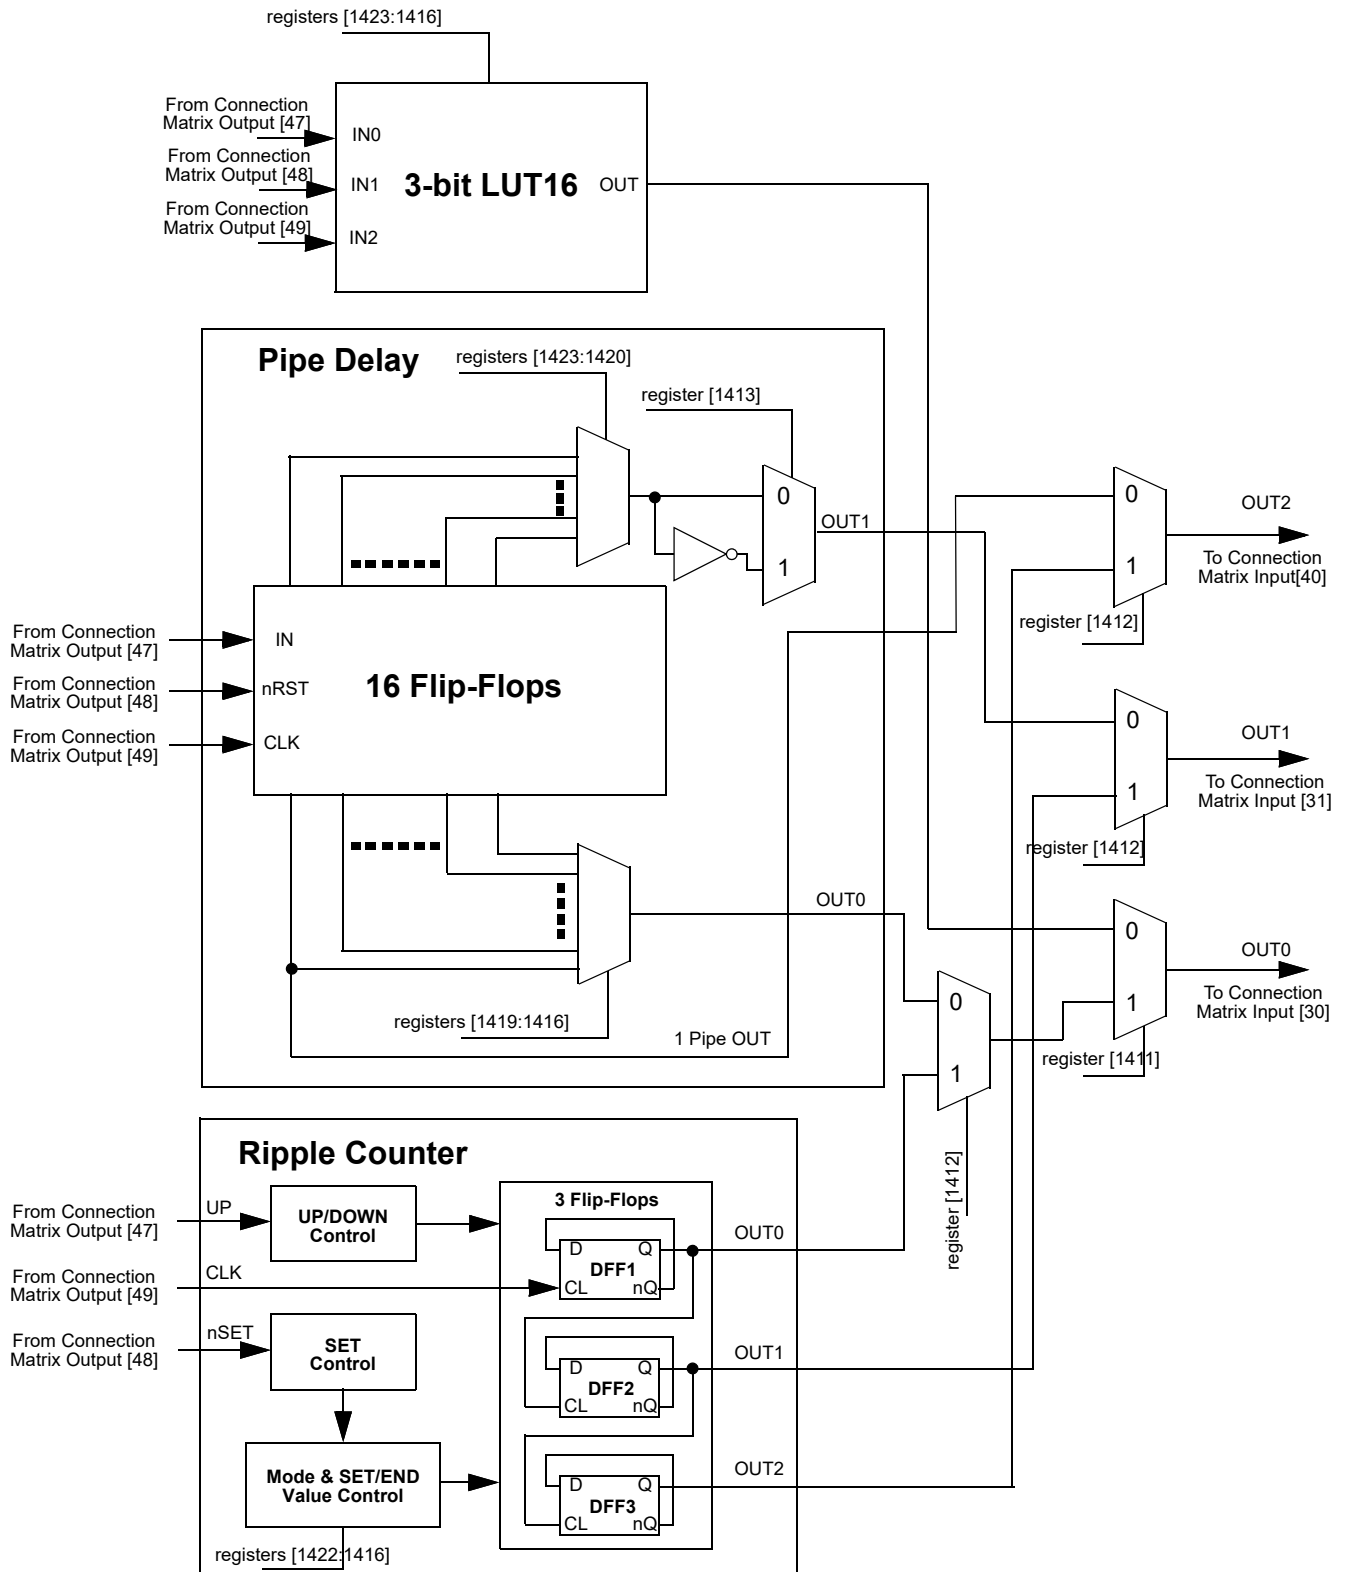 registers [1423:1416]
From Connection
Matrix Output [47]
IN0
From Connection
Matrix Output [48]
IN1
3-bit LUT16
OUT
From Connection
Matrix Output [49]
IN2
Pipe Delay
registers [1423:1420]
register [1413]
0
1
OUT1
0
1
OUT2
To Connection
Matrix Input[40]
register [1412]
From Connection
Matrix Output [47]
IN
From Connection
Matrix Output [48]
nRST
16 Flip-Flops
From Connection
Matrix Output [49]
CLK
0
1
OUT1
To Connection
Matrix Input [31]
register [1412]
OUT0
registers [1419:1416]
1 Pipe OUT
0
1
register [1412]
0
1
OUT0
To Connection
Matrix Input [30]
register [1411]
Ripple Counter
From Connection
Matrix Output [47]
UP
UP/DOWN
Control
3 Flip-Flops
From Connection
Matrix Output [49]
CLK
D
Q
DFF1
CL
nQ
OUT0
From Connection
Matrix Output [48]
nSET
SET
Control
D
Q
DFF2
CL
nQ
OUT1
Mode & SET/END
Value Control
D
Q
DFF3
CL
nQ
OUT2
registers [1422:1416]